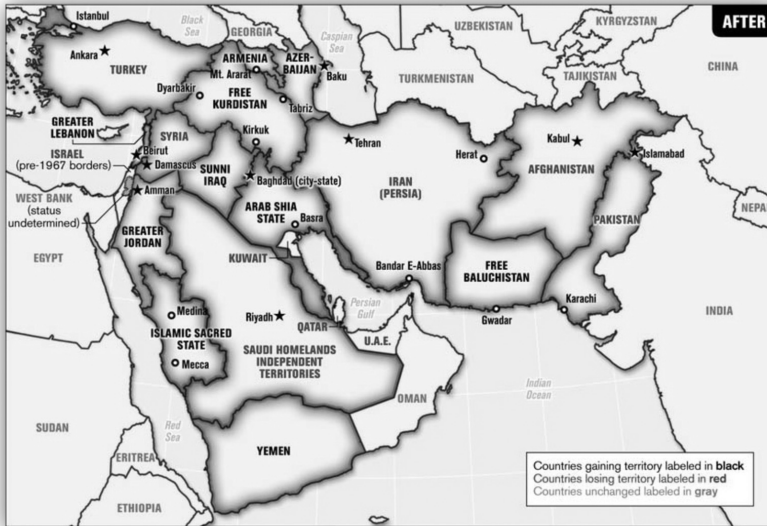 AFTER
Istanbul
Black
Sea
GEORGIA
Caspian
Sea
UZBEKISTAN
KYRGYZSTAN
Ankara
TURKEY
ARMENIA
Mt. Ararat
AZER-
BAIJAN
Baku
TURKMENISTAN
TAJIKISTAN
CHINA
Dyarbakir
FREE
KURDISTAN
Tabriz
GREATER
LEBANON
SYRIA
Kirkuk
Tehran
Herat
Kabul
Islamabad
ISRAEL
(pre-1967 borders)
Beirut
Damascus
SUNNI
IRAQ
Baghdad (city-state)
IRAN
(PERSIA)
AFGHANISTAN
WEST BANK
(status
undetermined)
Amman
ARAB SHIA
STATE
Basra
PAKISTAN
NEPA
GREATER
JORDAN
EGYPT
KUWAIT
Bandar E-Abbas
FREE
BALUCHISTAN
Karachi
Medina
Riyadh
Persian
Gulf
Gwadar
INDIA
ISLAMIC SACRED
STATE
QATAR
U.A.E.
Mecca
SAUDI HOMELANDS
INDEPENDENT
TERRITORIES
OMAN
Indian
Ocean
SUDAN
Red
Sea
YEMEN
ERITREA
ETHIOPIA
Countries gaining territory labeled in black
Countries losing territory labeled in red
Countries unchanged labeled in gray